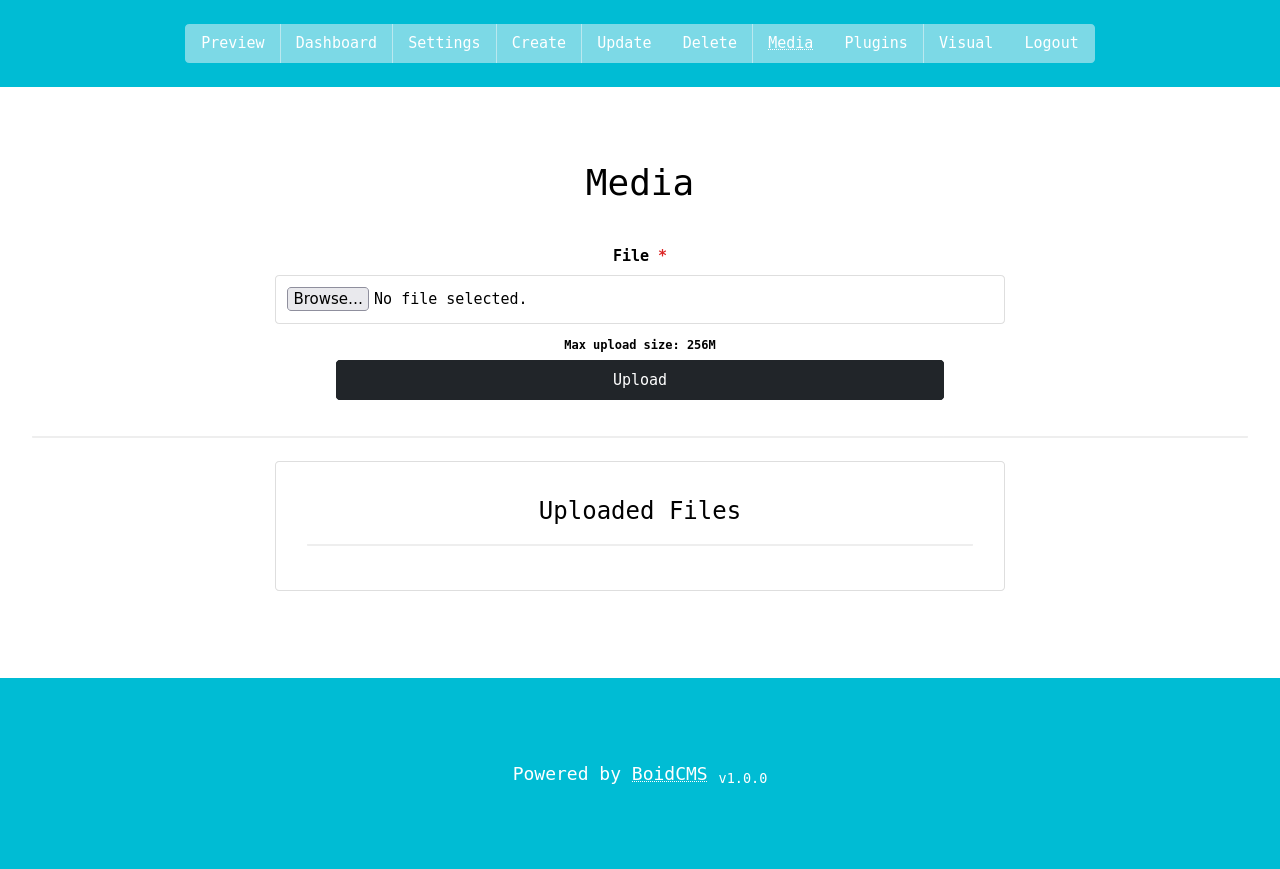 Preview Dashboard Settings Create Update Delete Media Plugins Visual Logout
Media
File *
Browse... No file selected.
Max upload size: 256M
Upload
Uploaded Files
Powered by BoidCMS v1.0.0